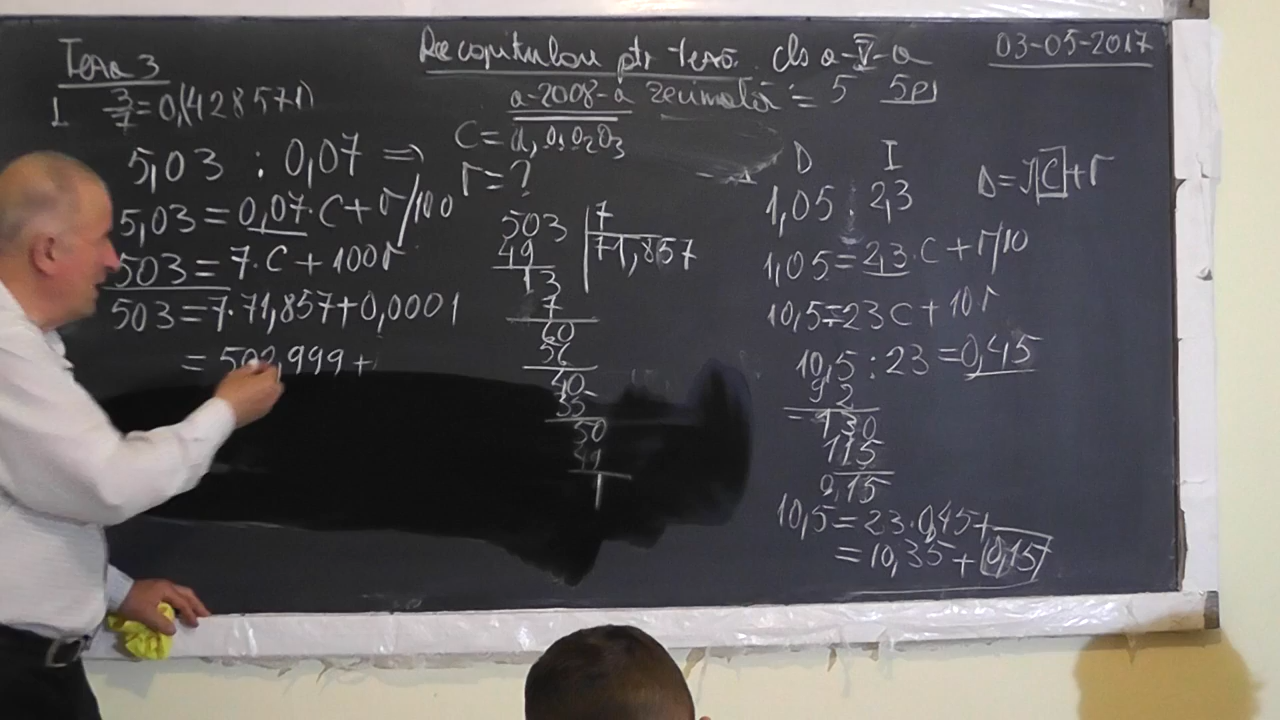 Teza 3
Recapitulare ptr. teză cls a-V-a
03-05-2017
I 3/7=0,(428571)
a-2008-a zecimală = 5 5p
5,03 : 0,07 =>
C=a,a1a2a3
r=?
5,03=0,07·C+r/100
503=7·C+100r
503=7·71,857+0,0001
=502,999+
503 7
49 71,857
13
7
60
56
40
35
50
49
1
D I
1,05 : 2,3
D=I[C]+r
1,05=2,3·C+r/10
10,5=23C+10r
10,5:23=0,45
9 2
-130
115
0,15
10,5=23·0,45+
=10,35+0,15